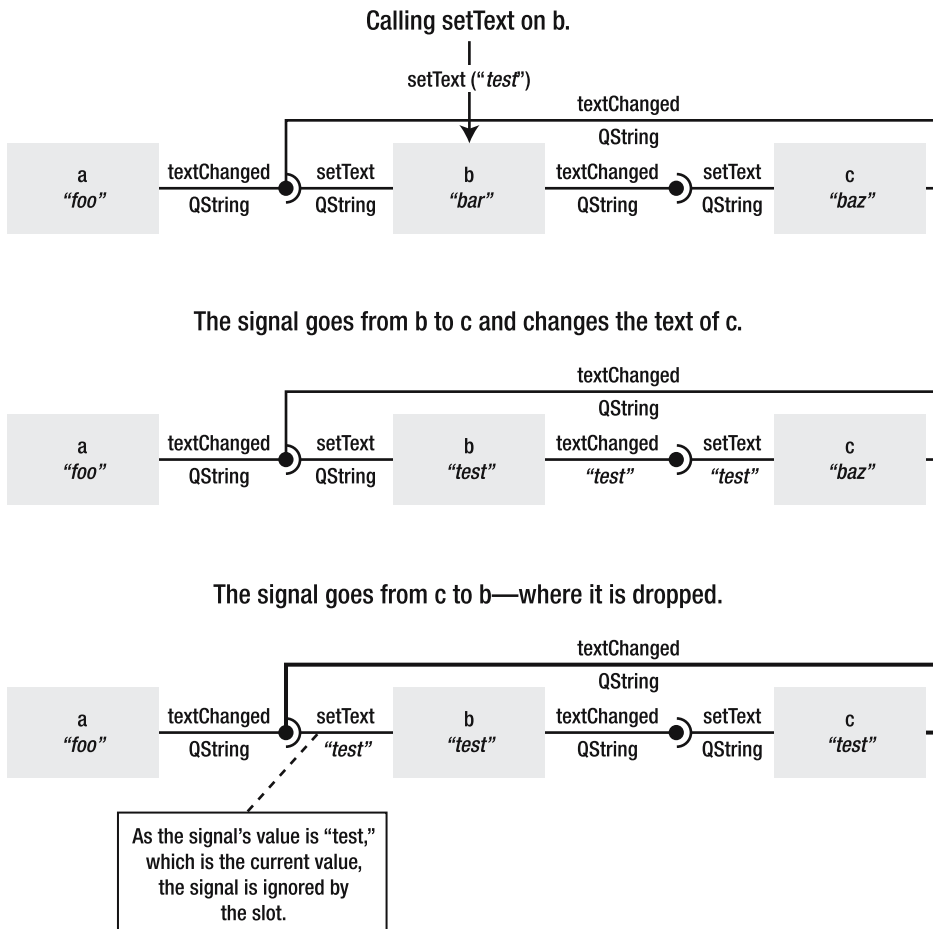 Calling setText on b.
setText (“test”)
textChanged
QString
a
“foo”
textChanged
QString
setText
QString
b
“bar”
textChanged
QString
setText
QString
c
“baz”
The signal goes from b to c and changes the text of c.
textChanged
QString
a
“foo”
textChanged
QString
setText
QString
b
“test”
textChanged
“test”
setText
“test”
c
“baz”
The signal goes from c to b—where it is dropped.
textChanged
QString
a
“foo”
textChanged
QString
setText
“test”
b
“test”
textChanged
QString
setText
QString
c
“test”
As the signal’s value is “test,”
which is the current value,
the signal is ignored by
the slot.